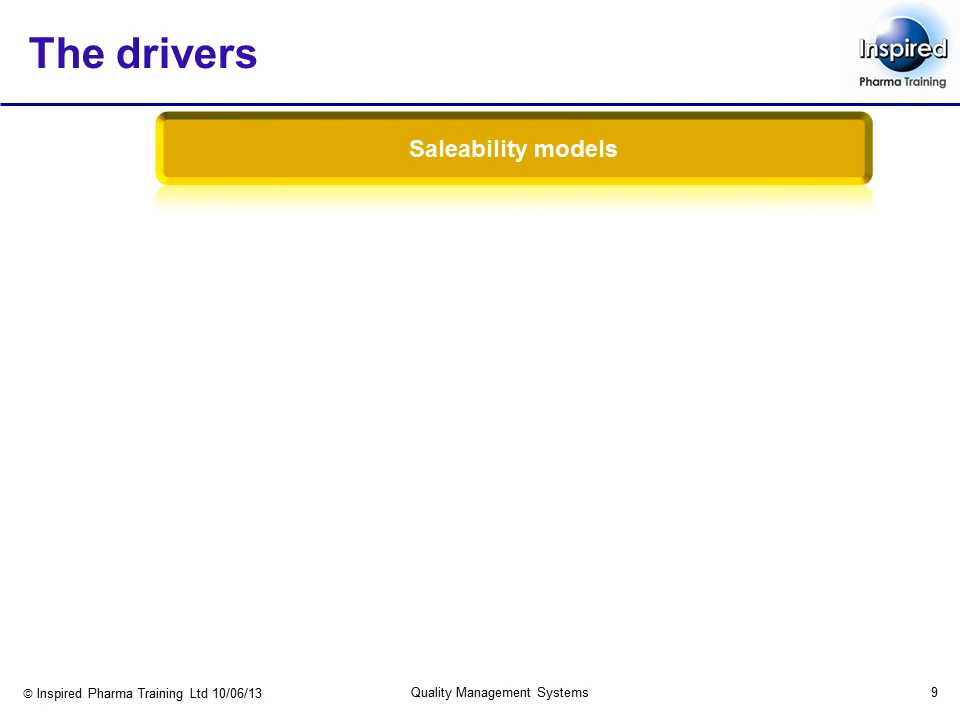 The drivers
Inspired
Pharma Training
Saleability models
© Inspired Pharma Training Ltd 10/06/13
Quality Management Systems
9